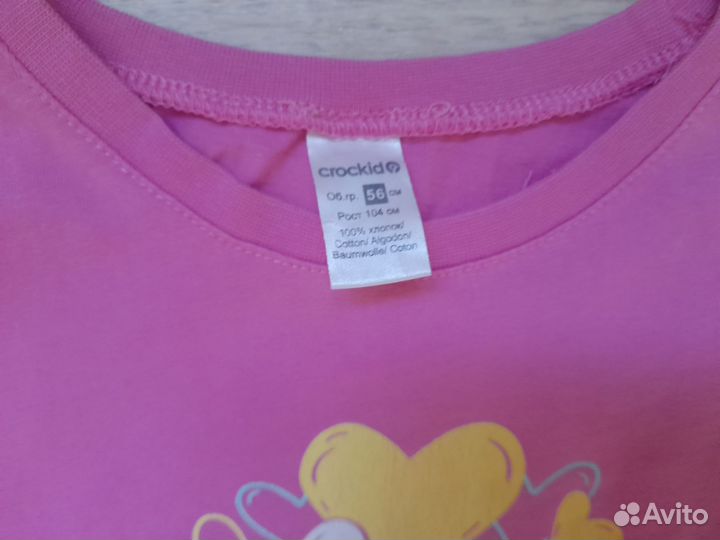 crockid
Об.гр. 56 см
Рост 104 см
100% хлопок/
Cotton/ Algodon/
Baumwolle/ Coton
Avito